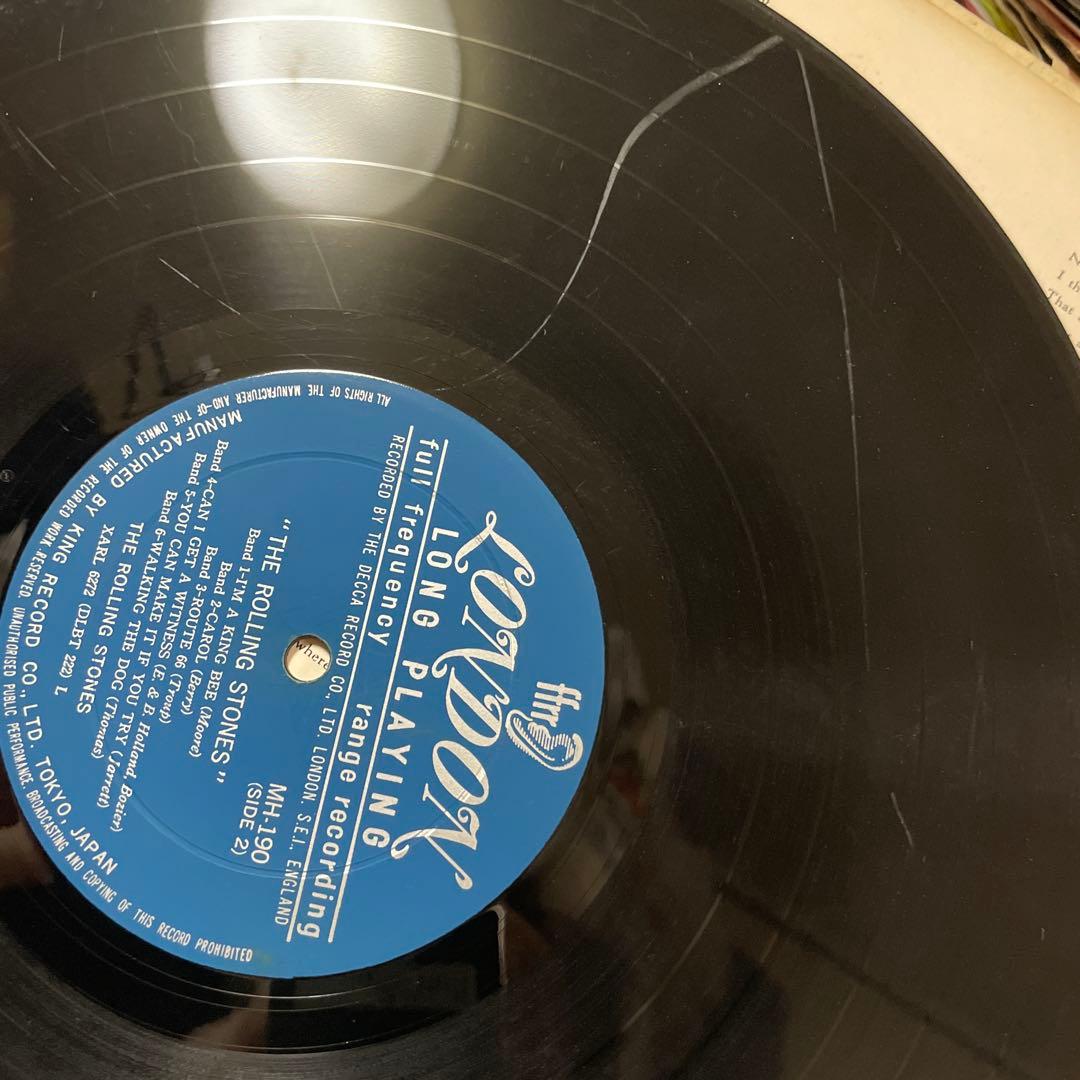 LONDON
ffrr
LONG PLAYING
full frequency range recording
RECORDED BY THE DECCA RECORD CO., LTD. LONDON. S.E.I., ENGLAND
MH-190
(SIDE 2)
"THE ROLLING STONES"
Band 1-I'M A KING BEE (Moore)
Band 2-CAROL (Berry)
Band 3-ROUTE 66 (Troup)
Band 4-CAN I GET A WITNESS (E. & B. Holland, Bozier)
Band 5-YOU CAN MAKE IT IF YOU TRY (Jarrett)
Band 6-WALKING THE DOG (Thomas)
THE ROLLING STONES
XARL 6272 (DLBT 222) L
MANUFACTURED BY KING RECORD CO., LTD. TOKYO, JAPAN
ALL RIGHTS OF THE MANUFACTURER AND-OF THE OWNER OF THE RECORDED WORK RESERVED UNAUTHORISED PUBLIC PERFORMANCE, BROADCASTING AND COPYING OF THIS RECORD PROHIBITED
where
I
That